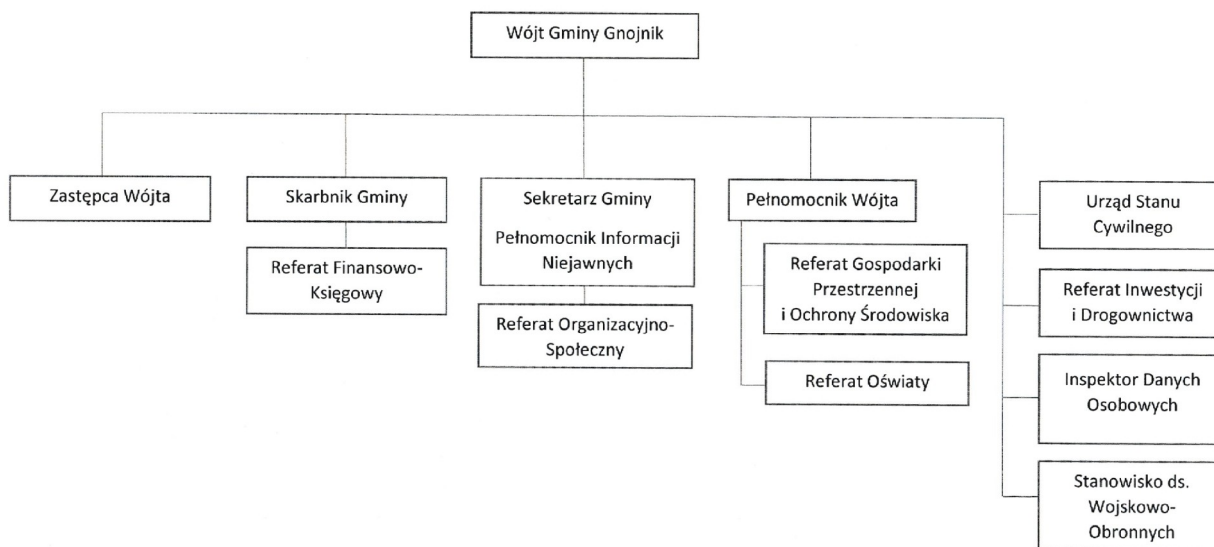 Wójt Gminy Gnojnik
Zastępca Wójta
Skarbnik Gminy
Referat Finansowo-
Księgowy
Sekretarz Gminy
Pełnomocnik Informacji
Niejawnych
Referat Organizacyjno-
Społeczny
Pełnomocnik Wójta
Referat Gospodarki
Przestrzennej
i Ochrony Środowiska
Referat Oświaty
Urząd Stanu
Cywilnego
Referat Inwestycji
i Drogownictwa
Inspektor Danych
Osobowych
Stanowisko ds.
Wojskowo-
Obronnych